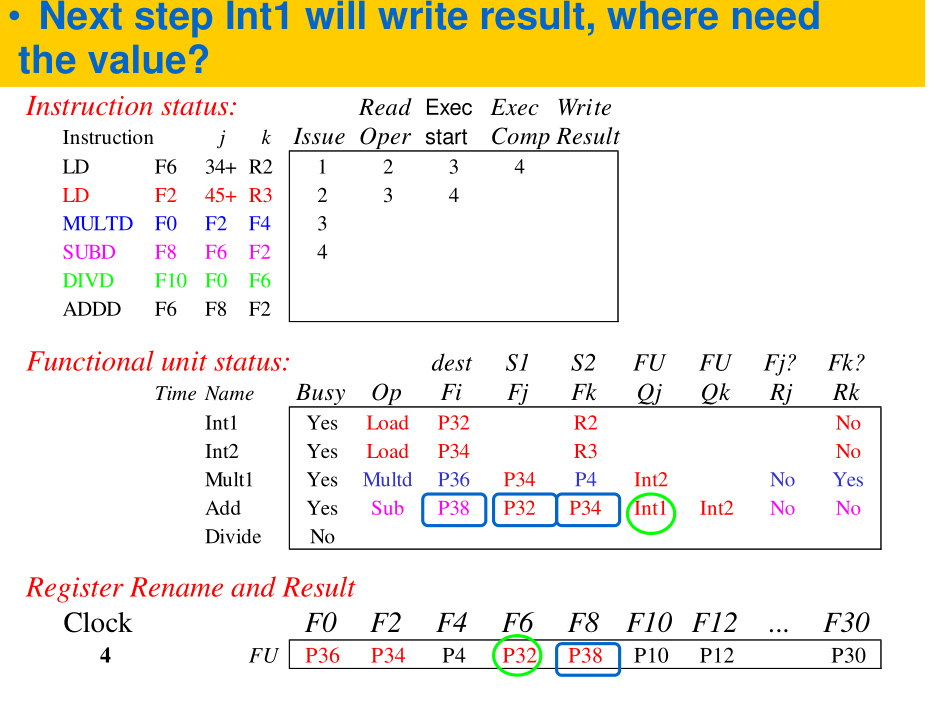 • Next step Int1 will write result, where need
the value?
Instruction status: Read Exec Exec Write
Instruction j k Issue Oper start Comp Result
LD F6 34+ R2 1 2 3 4
LD F2 45+ R3 2 3 4
MULTD F0 F2 F4 3
SUBD F8 F6 F2 4
DIVD F10 F0 F6
ADDD F6 F8 F2
Functional unit status: dest S1 S2 FU FU Fj? Fk?
Time Name Busy Op Fi Fj Fk Qj Qk Rj Rk
Int1 Yes Load P32 R2 No
Int2 Yes Load P34 R3 No
Mult1 Yes Multd P36 P34 P4 Int2 No Yes
Add Yes Sub P38 P32 P34 Int1 Int2 No No
Divide No
Register Rename and Result
Clock F0 F2 F4 F6 F8 F10 F12 ... F30
4 FU P36 P34 P4 P32 P38 P10 P12 P30